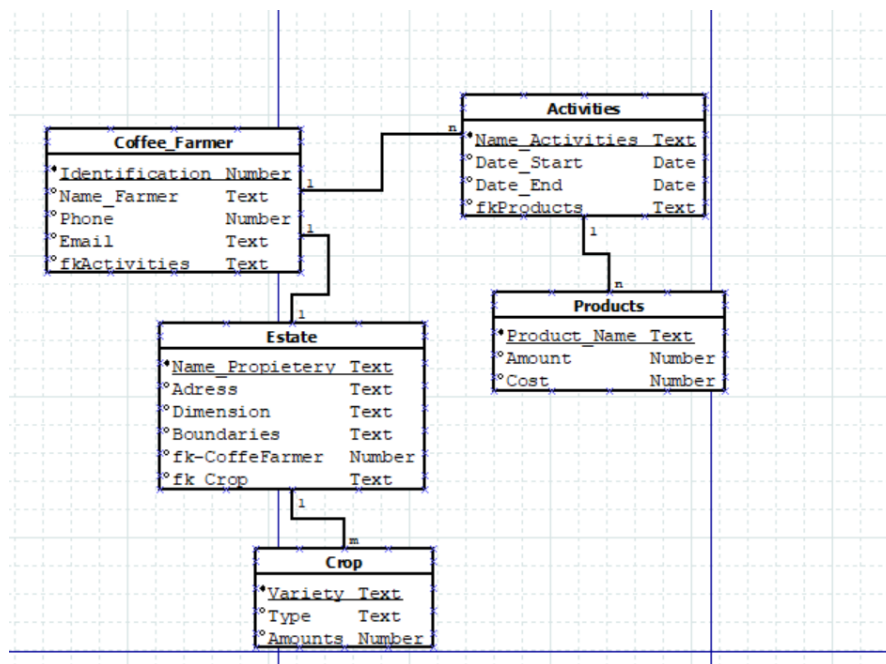 Activities
Name_Activities Text
Date_Start Date
Date_End Date
fkProducts Text
n
Coffee_Farmer
Identification Number
Name_Farmer Text
Phone Number
Email Text
fkActivities Text
1
1
1
n
Products
Product_Name Text
Amount Number
Cost Number
1
Estate
Name_Propietery Text
Adress Text
Dimension Text
Boundaries Text
fk-CoffeFarmer Number
fk_Crop Text
1
m
Crop
Variety Text
Type Text
Amounts Number